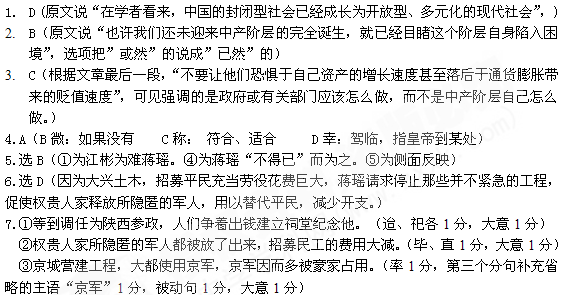 1. D(原文说“在学者看来，中国的封闭型社会已经成长为开放型、多元化的现代社会”，)
2. B（原文说“也许我们还未迎来中产阶层的完全诞生，就已经目睹这个阶层自身陷入困
境”，选项把”或然”的说成”已然”的）
3. C（根据文章最后一段，“不要让他们恐惧于自己资产的增长速度甚至落后于通货膨胀带
来的贬值速度”，可见强调的是政府或有关部门应该怎么做，而不是中产阶层自己怎么
做。）
4.A（B微：如果没有 C称： 符合、适合 D幸：驾临，指皇帝到某处）
5.选B（①为江彬为难蒋瑶。④为蒋瑶“不得已”而为之。⑤为侧面反映）
6.选D（因为大兴土木，招募平民充当劳役花费巨大，蒋瑶请求停止那些并不紧急的工程，
促使权贵人家释放所隐匿的军人，用以替代平民，减少开支。）
7.①等到调任为陕西参政，人们争着出钱建立祠堂纪念他。（迨、祀各1分，大意1分）
②权贵人家所隐匿的军人都被放了出来，招募民工的费用大减。（毕、直1分，大意1分）
③京城营建工程，大都使用京军，京军因而多被豪家占用。（率1分，第三个分句补充省
略的主语“京军”1分，被动句1分，大意1分）